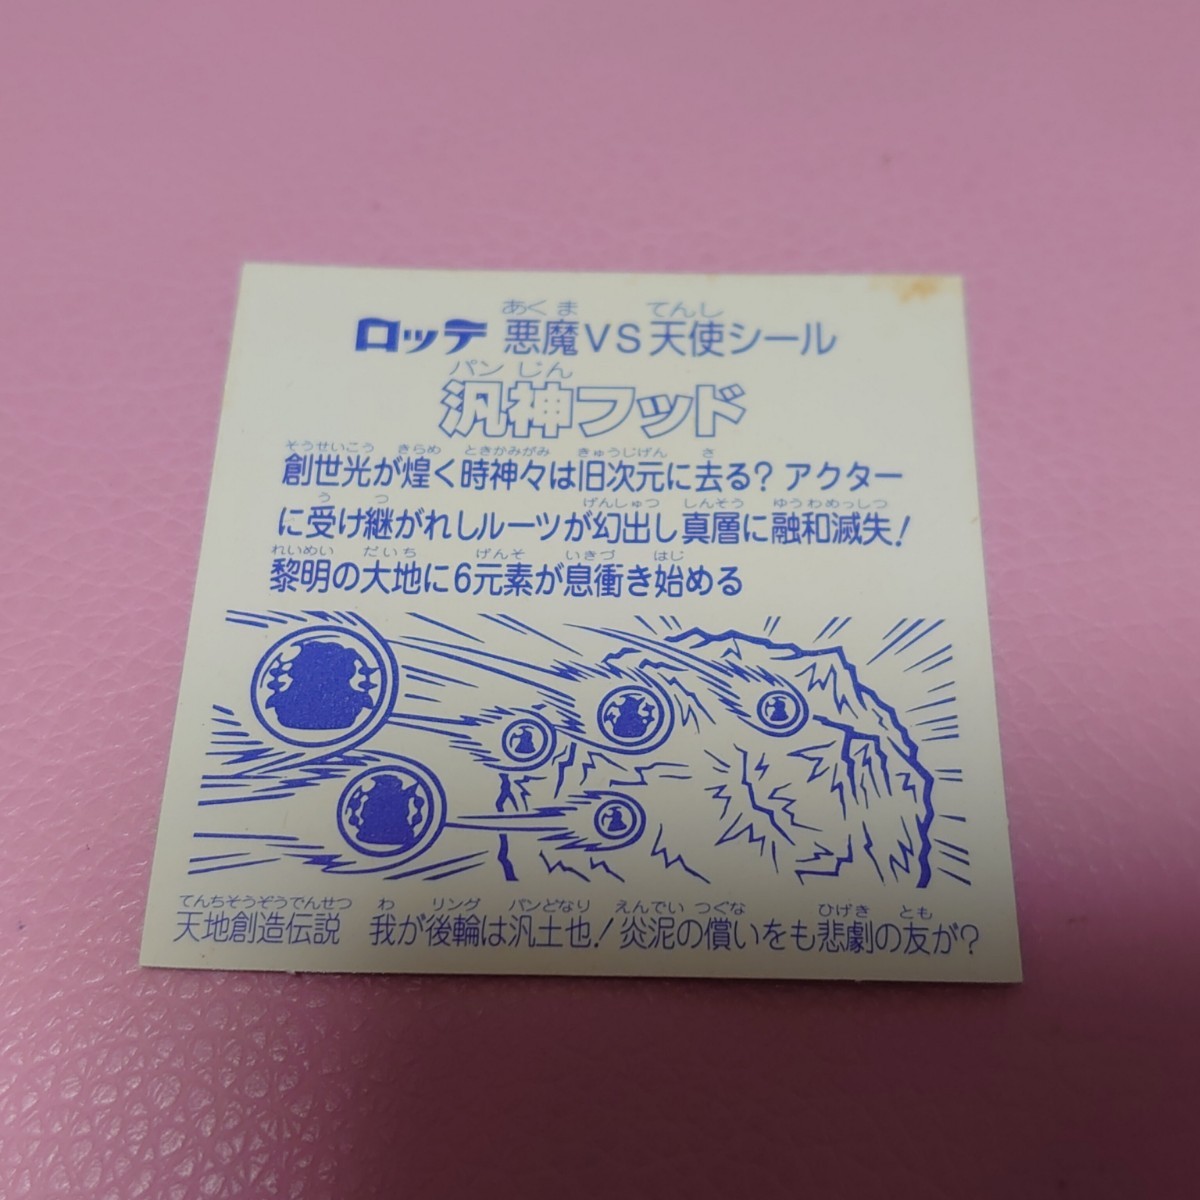 ロッテ 悪魔VS天使シール
あくま てんし
汎神フッド
パンじん
創世光が煌く時神々は旧次元に去る？アクター
そうせいこう きらめ ときかみがみ きゅうじげん さ
に受け継がれしルーツが幻出し真層に融和滅失！
う つ げんしゅつ しんそう ゆうわめっしつ
黎明の大地に6元素が息衝き始める
れいめい だいち げんそ いきづ はじ
天地創造伝説 我が後輪は汎土也！炎泥の償いをも悲劇の友が？
てんちそうぞうでんせつ わ リング パンどなり えんでい つぐな ひげき とも